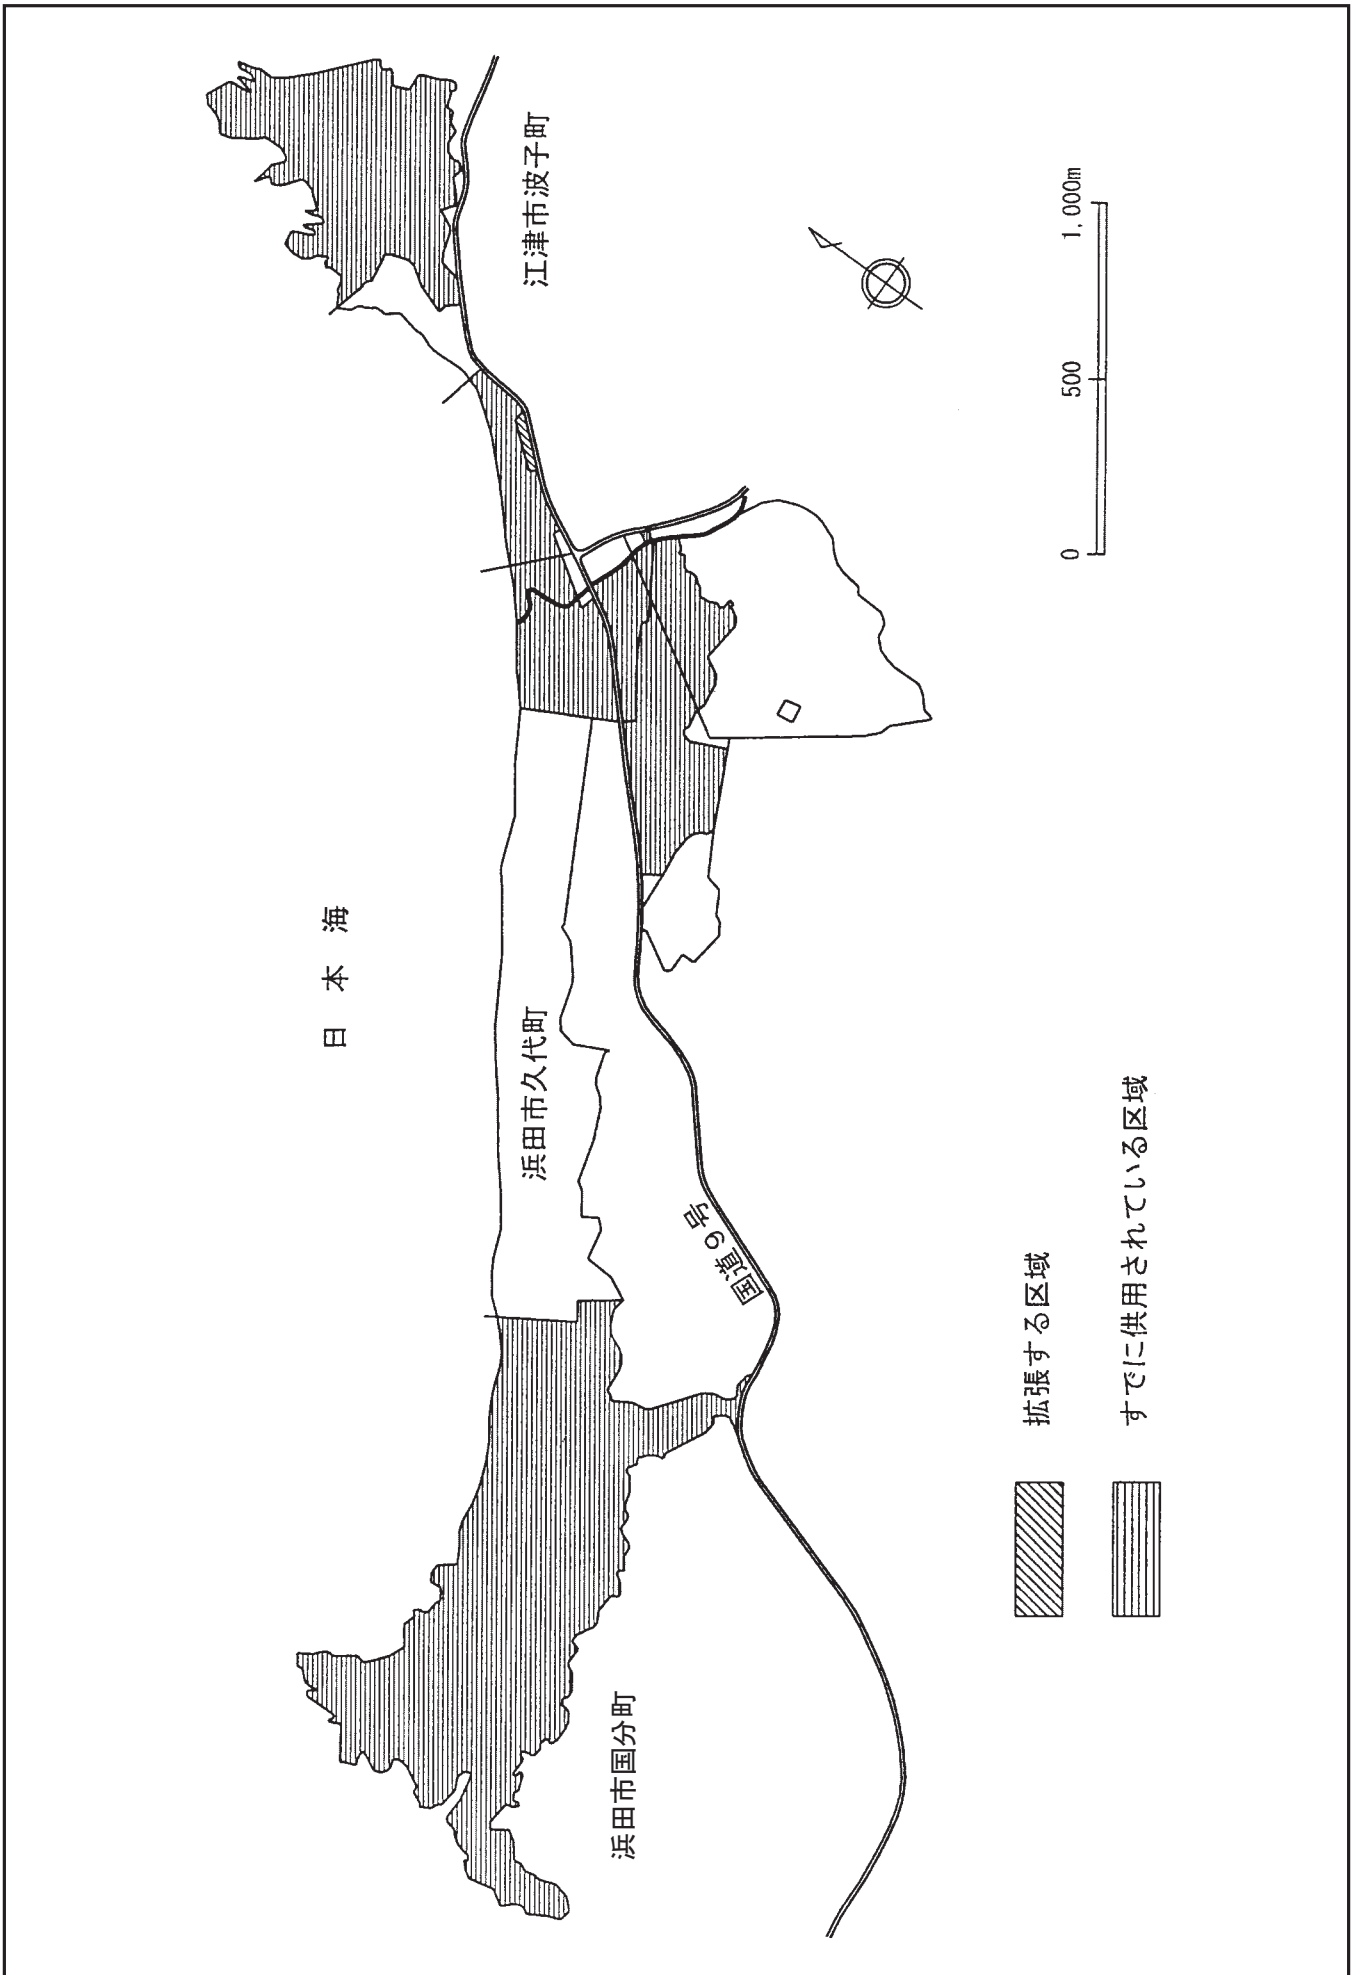 日本海
江津市波子町
浜田市久代町
国道9号
浜田市国分町
0 500 1,000m
拡張する区域
すでに供用されている区域